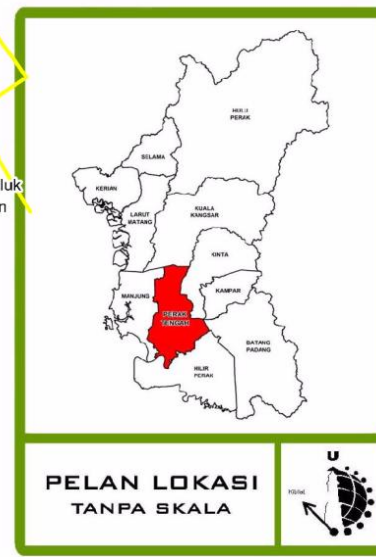 HULU
PERAK
SELAMA
KERIAN
luk
n
LARUT
MATANG
KUALA
KANGSAR
KINTA
MANJUNG
KAMPAR
PERAK
TENGAH
BATANG
PADANG
HILIR
PERAK
PELAN LOKASI
TANPA SKALA
U
Kiblat